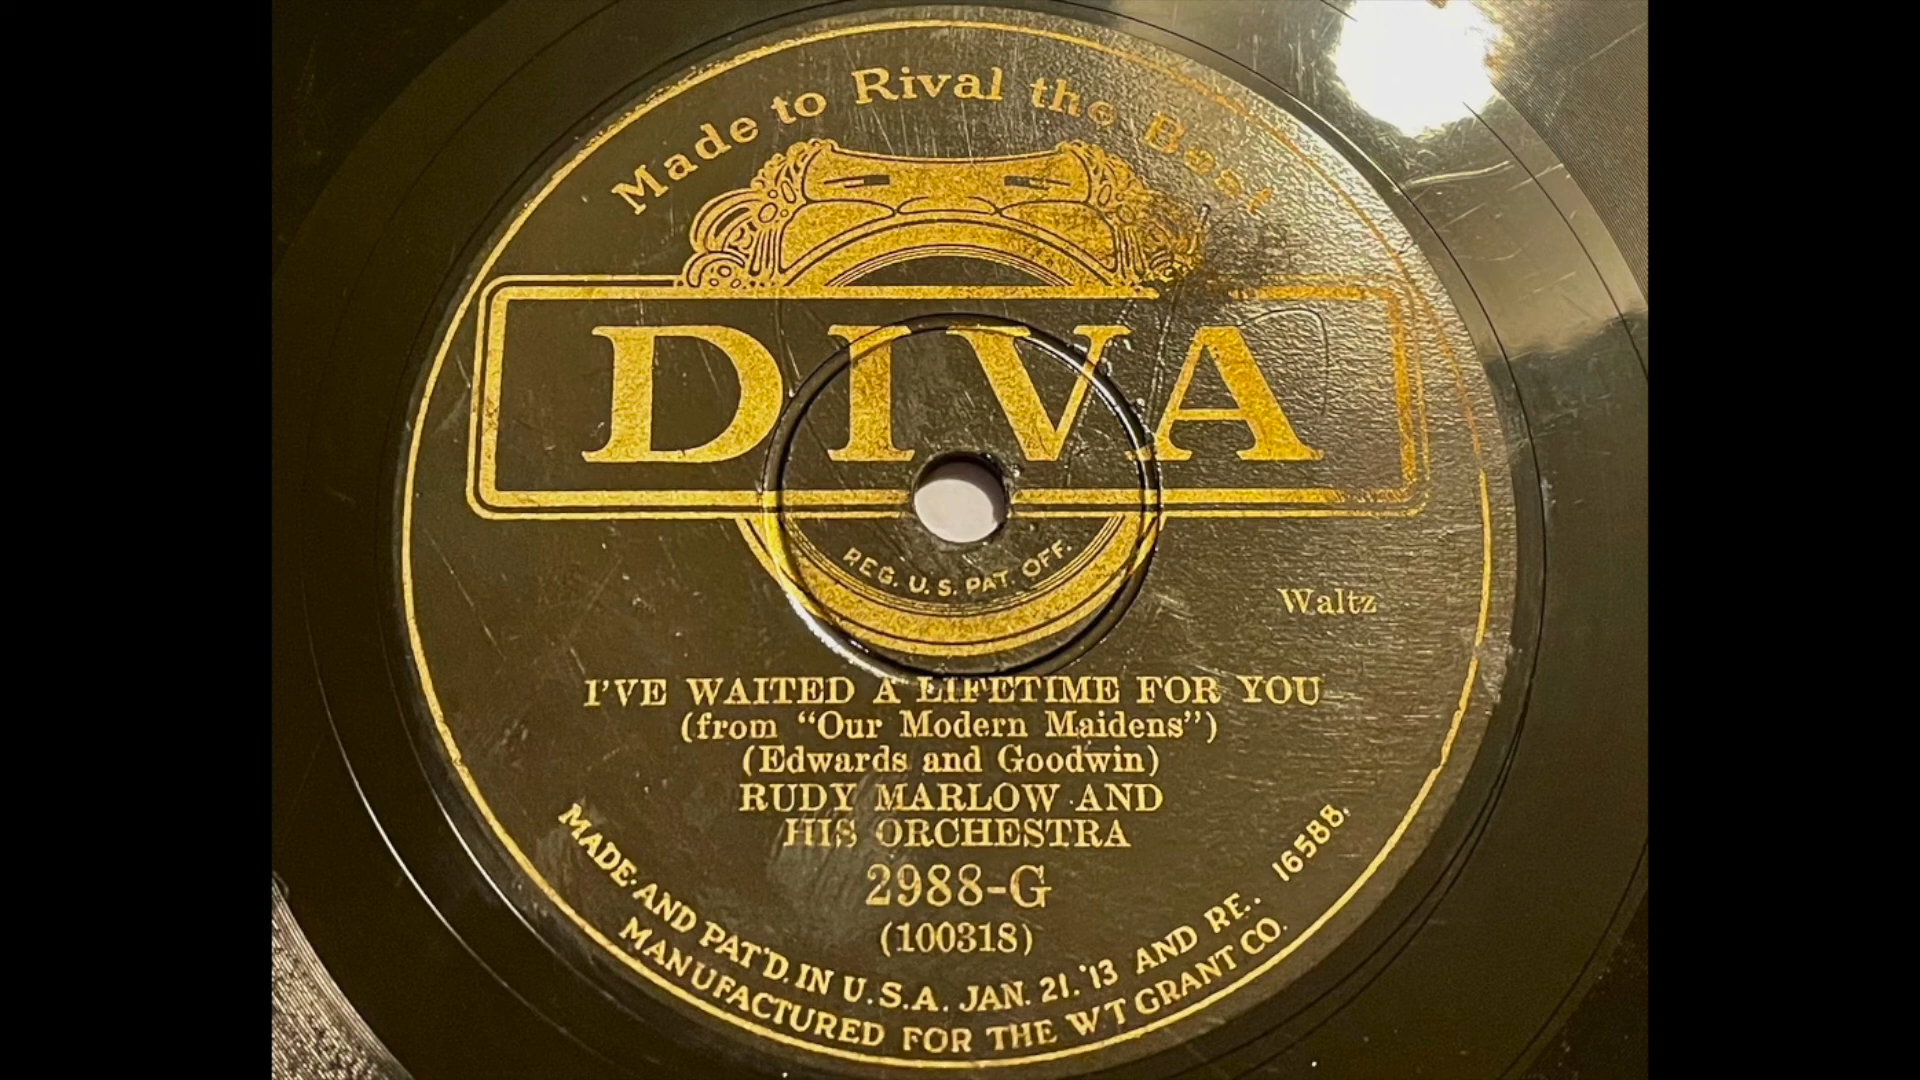 Made to Rival the Best
DIVA
REG. U. S. PAT. OFF.
Waltz
I'VE WAITED A LIFETIME FOR YOU
(from "Our Modern Maidens")
(Edwards and Goodwin)
RUDY MARLOW AND
HIS ORCHESTRA
2988-G
(100318)
MADE AND PAT'D. IN U.S.A. JAN. 21. '13 AND RE.. 16588.
MANUFACTURED FOR THE W T GRANT CO.